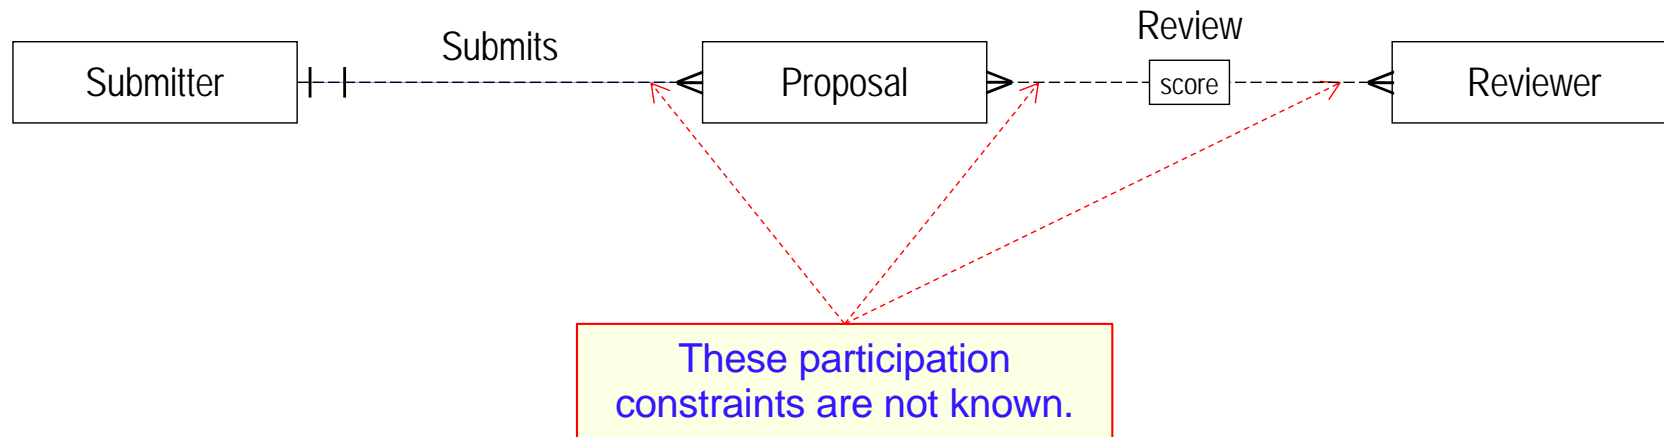 Submitter
Submits
Proposal
Review
score
Reviewer
These participation
constraints are not known.